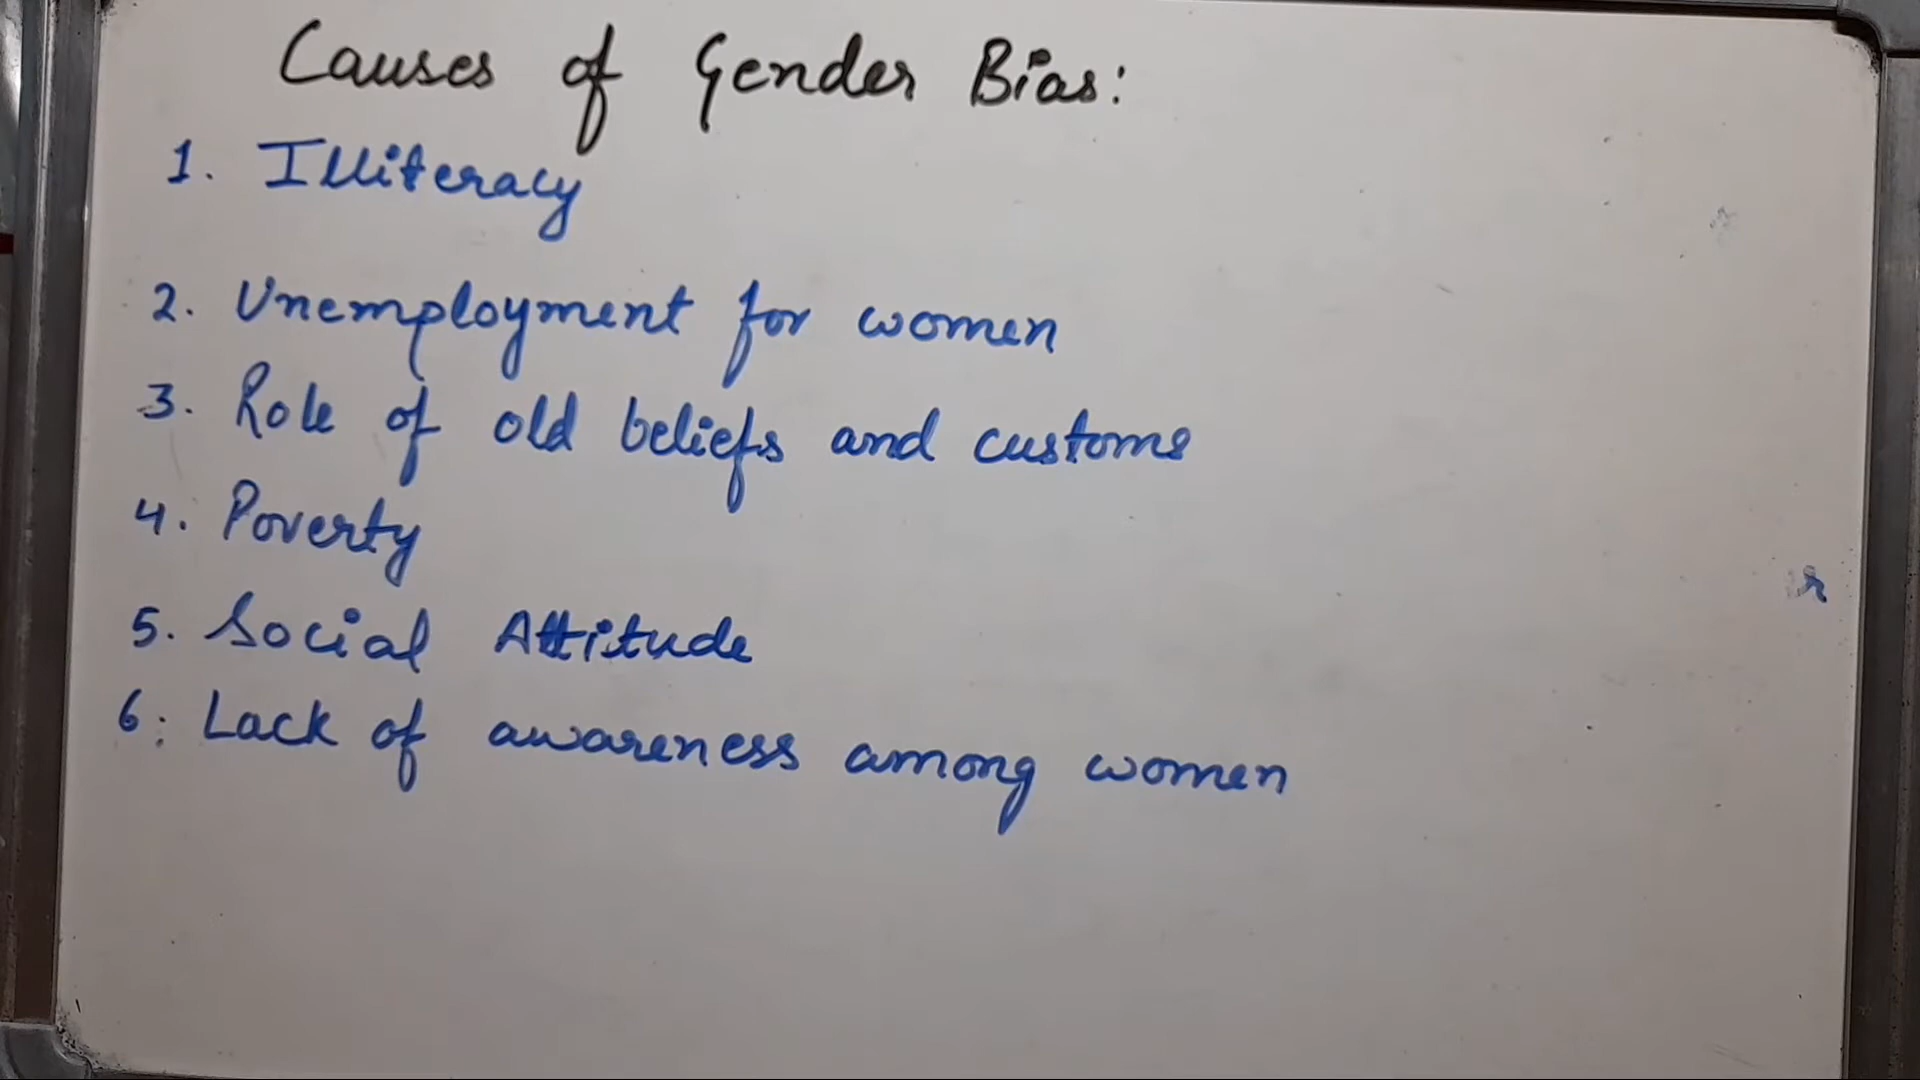 Causes of Gender Bias:
1. Illiteracy
2. Unemployment for women
3. Role of old beliefs and customs
4. Poverty
5. Social Attitude
6. Lack of awareness among women